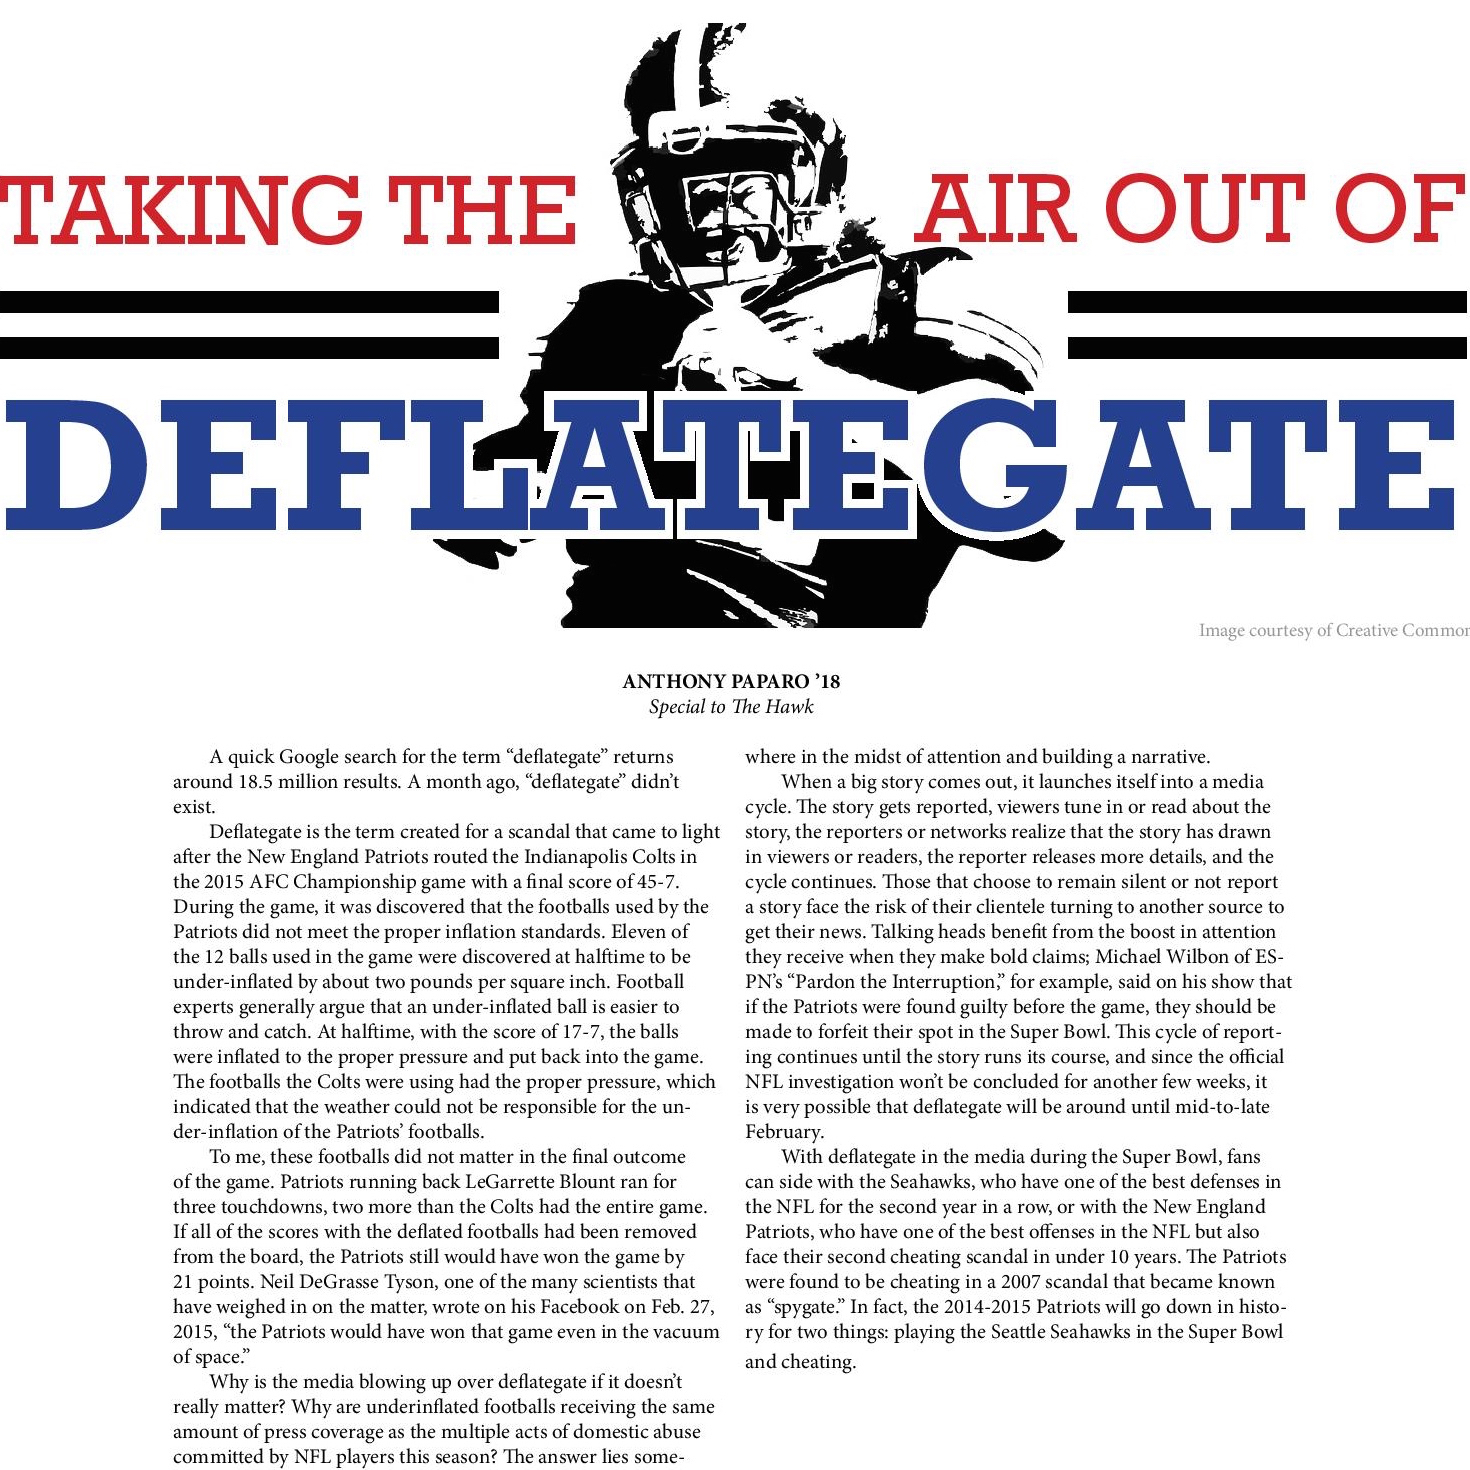 TAKING THE AIR OUT OF
DEFLATEGATE
Image courtesy of Creative Common
ANTHONY PAPARO ’18
Special to The Hawk
A quick Google search for the term “deflategate” returns
around 18.5 million results. A month ago, “deflategate” didn’t
exist.
Deflategate is the term created for a scandal that came to light
after the New England Patriots routed the Indianapolis Colts in
the 2015 AFC Championship game with a final score of 45-7.
During the game, it was discovered that the footballs used by the
Patriots did not meet the proper inflation standards. Eleven of
the 12 balls used in the game were discovered at halftime to be
under-inflated by about two pounds per square inch. Football
experts generally argue that an under-inflated ball is easier to
throw and catch. At halftime, with the score of 17-7, the balls
were inflated to the proper pressure and put back into the game.
The footballs the Colts were using had the proper pressure, which
indicated that the weather could not be responsible for the un-
der-inflation of the Patriots’ footballs.
To me, these footballs did not matter in the final outcome
of the game. Patriots running back LeGarrette Blount ran for
three touchdowns, two more than the Colts had the entire game.
If all of the scores with the deflated footballs had been removed
from the board, the Patriots still would have won the game by
21 points. Neil DeGrasse Tyson, one of the many scientists that
have weighed in on the matter, wrote on his Facebook on Feb. 27,
2015, “the Patriots would have won that game even in the vacuum
of space.”
Why is the media blowing up over deflategate if it doesn’t
really matter? Why are underinflated footballs receiving the same
amount of press coverage as the multiple acts of domestic abuse
committed by NFL players this season? The answer lies some-
where in the midst of attention and building a narrative.
When a big story comes out, it launches itself into a media
cycle. The story gets reported, viewers tune in or read about the
story, the reporters or networks realize that the story has drawn
in viewers or readers, the reporter releases more details, and the
cycle continues. Those that choose to remain silent or not report
a story face the risk of their clientele turning to another source to
get their news. Talking heads benefit from the boost in attention
they receive when they make bold claims; Michael Wilbon of ES-
PN’s “Pardon the Interruption,” for example, said on his show that
if the Patriots were found guilty before the game, they should be
made to forfeit their spot in the Super Bowl. This cycle of report-
ing continues until the story runs its course, and since the official
NFL investigation won’t be concluded for another few weeks, it
is very possible that deflategate will be around until mid-to-late
February.
With deflategate in the media during the Super Bowl, fans
can side with the Seahawks, who have one of the best defenses in
the NFL for the second year in a row, or with the New England
Patriots, who have one of the best offenses in the NFL but also
face their second cheating scandal in under 10 years. The Patriots
were found to be cheating in a 2007 scandal that became known
as “spygate.” In fact, the 2014-2015 Patriots will go down in histo-
ry for two things: playing the Seattle Seahawks in the Super Bowl
and cheating.